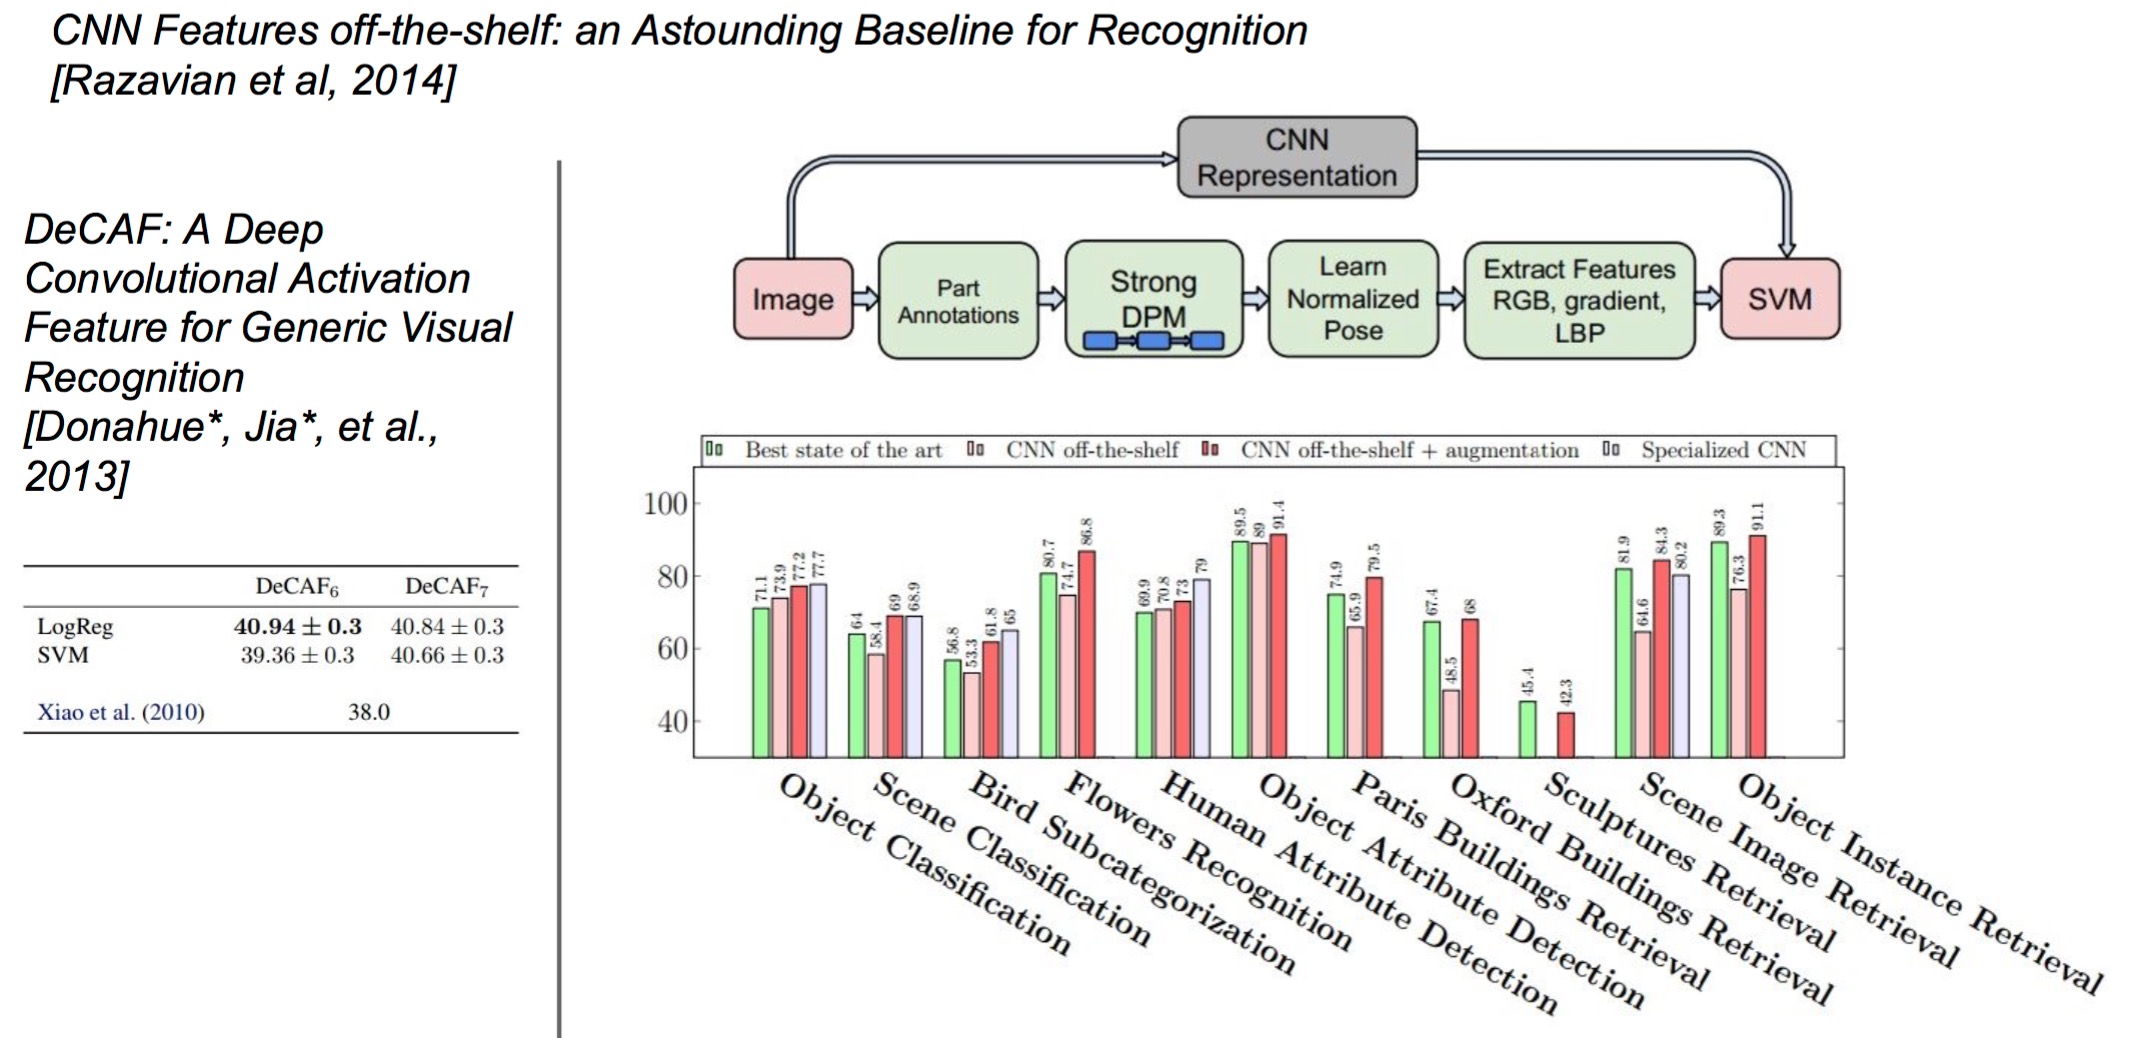 CNN Features off-the-shelf: an Astounding Baseline for Recognition
[Razavian et al, 2014]
DeCAF: A Deep
Convolutional Activation
Feature for Generic Visual
Recognition
[Donahue*, Jia*, et al.,
2013]
DeCAF6 DeCAF7
LogReg 40.94 ± 0.3 40.84 ± 0.3
SVM 39.36 ± 0.3 40.66 ± 0.3
Xiao et al. (2010) 38.0
CNN
Representation
Image
Part
Annotations
Strong
DPM
Learn
Normalized
Pose
Extract Features
RGB, gradient,
LBP
SVM
Best state of the art CNN off-the-shelf CNN off-the-shelf + augmentation Specialized CNN
100
80
60
40
71.1 73.9 77.2 77.7
64 58.4 69 68.9
56.8 53.3 61.8 65
80.7 74.7 86.8
69.9 70.8 73 79
89.5 89 91.4
74.9 65.9 79.5
67.4 48.5 68
45.4 42.3
81.9 64.6 84.3 80.2
89.3 76.3 91.1
Object Classification
Scene Classification
Bird Subcategorization
Flowers Recognition
Human Attribute Detection
Object Attribute Detection
Paris Buildings Retrieval
Oxford Buildings Retrieval
Sculptures Retrieval
Scene Image Retrieval
Object Instance Retrieval